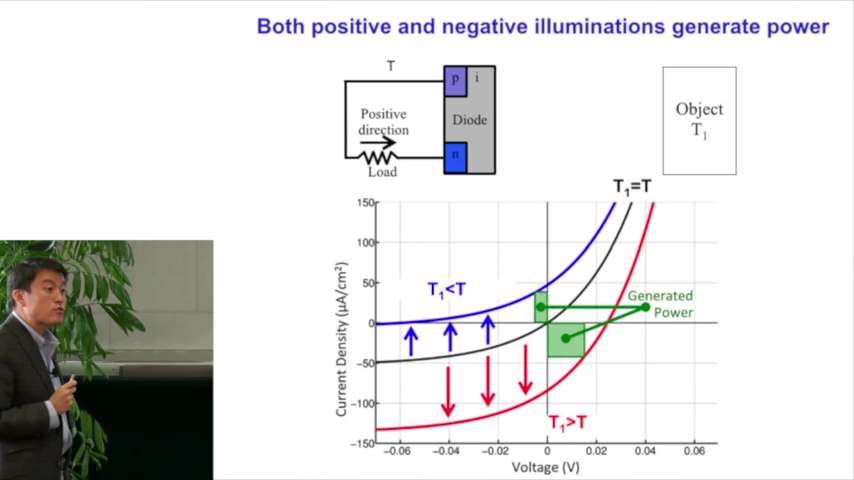 Both positive and negative illuminations generate power
T
p i
Positive
direction
Diode
n
Load
Object
T₁
T₁=T
150
100
50
0
−50
−100
−150
Current Density (μA/cm²)
T₁<T
Generated
Power
T₁>T
−0.06 −0.04 −0.02 0 0.02 0.04 0.06
Voltage (V)